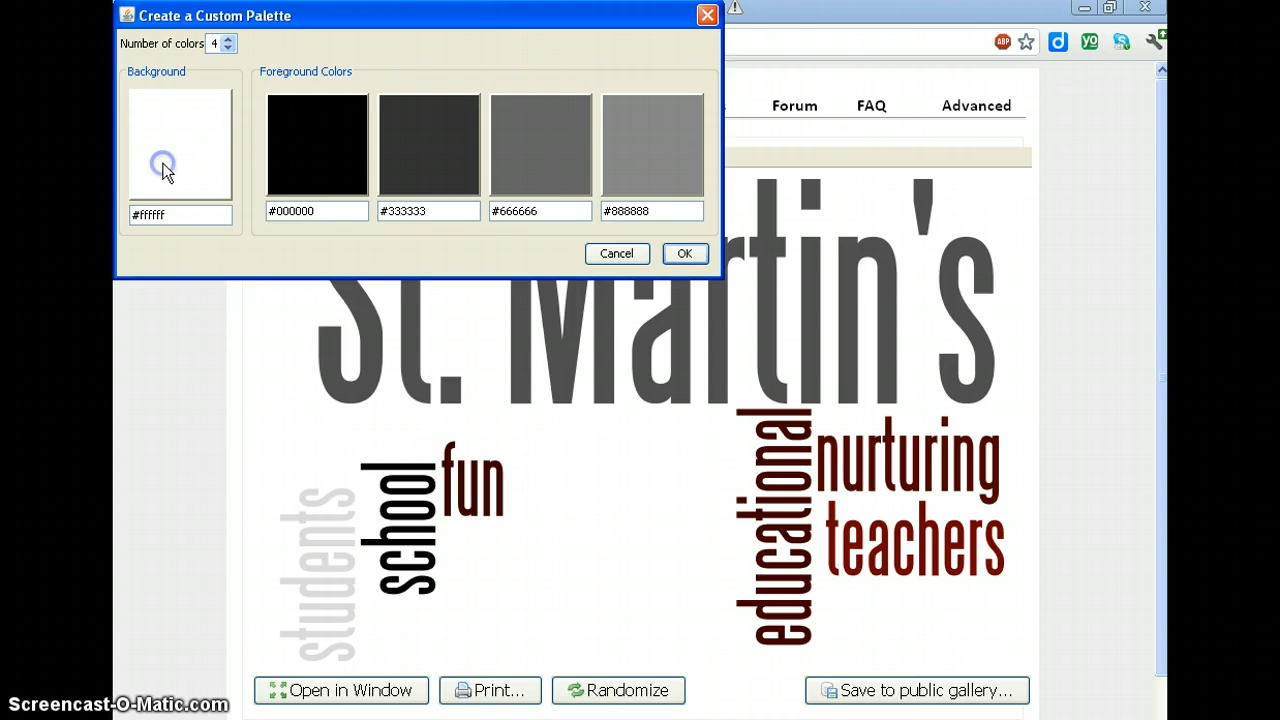 Create a Custom Palette
Number of colors 4
Background
Foreground Colors
#ffffff
#000000 #333333 #666666 #888888
Cancel OK
ABP
d
yo
Forum FAQ Advanced
St. Martin's
students
school
fun
educational
nurturing
teachers
Open in Window Print... Randomize Save to public gallery...
Screencast-O-Matic.com